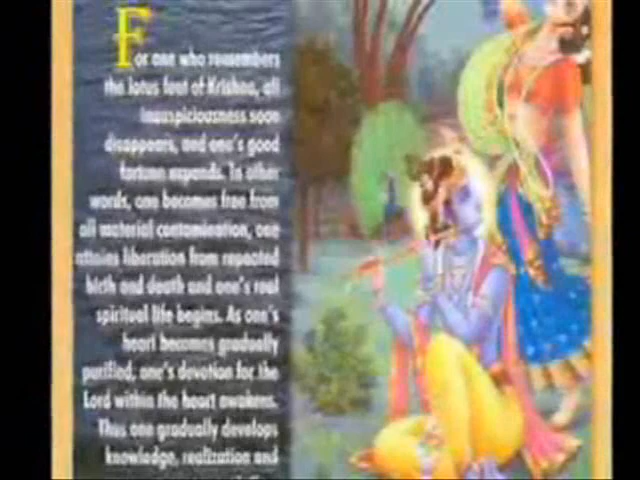 For one who remembers
the lotus feet of Krishna, all
inauspiciousness soon
disappears, and one's good
fortune expands. In other
words, one becomes free from
all material contamination, one
attains liberation from repeated
birth and death and one's real
spiritual life begins. As one's
heart becomes gradually
purified, one's devotion for the
Lord within the heart awakens.
Thus one gradually develops
knowledge, realization and